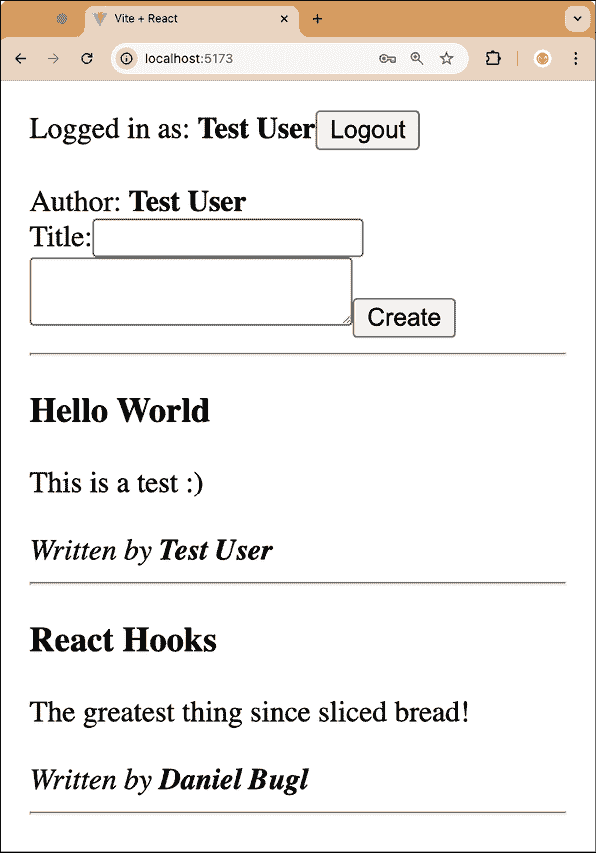 Vite + React
localhost:5173
Logged in as: Test User Logout
Author: Test User
Title:
Create
Hello World
This is a test :)
Written by Test User
React Hooks
The greatest thing since sliced bread!
Written by Daniel Bugl